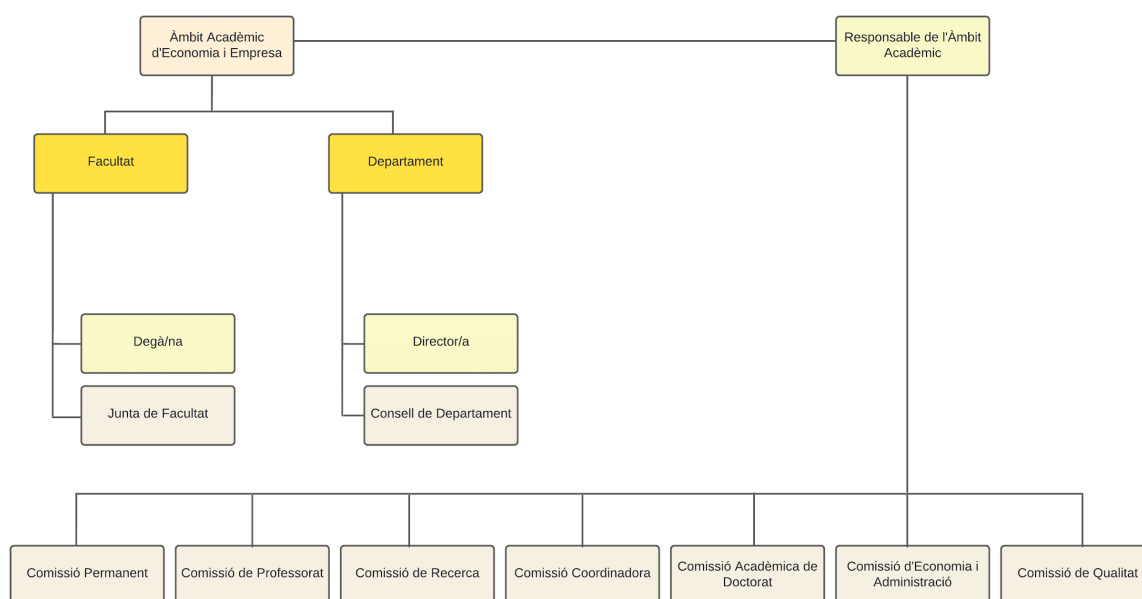 Àmbit Acadèmic
d'Economia i Empresa
Responsable de l'Àmbit
Acadèmic
Facultat
Departament
Degà/na
Director/a
Junta de Facultat
Consell de Departament
Comissió Permanent
Comissió de Professorat
Comissió de Recerca
Comissió Coordinadora
Comissió Acadèmica de
Doctorat
Comissió d'Economia i
Administració
Comissió de Qualitat